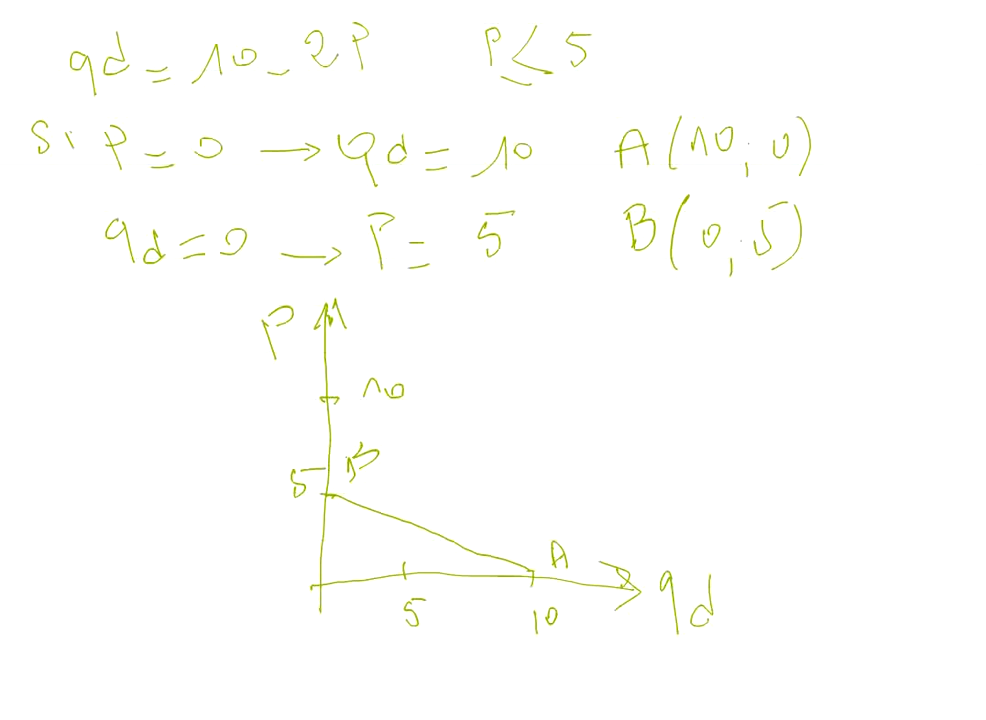 qd = 10 - 2P P ≤ 5
Si P = 0 → qd = 10 A(10; 0)
qd = 0 → P = 5 B(0; 5)
P
10
B
5
A
qd
5 10